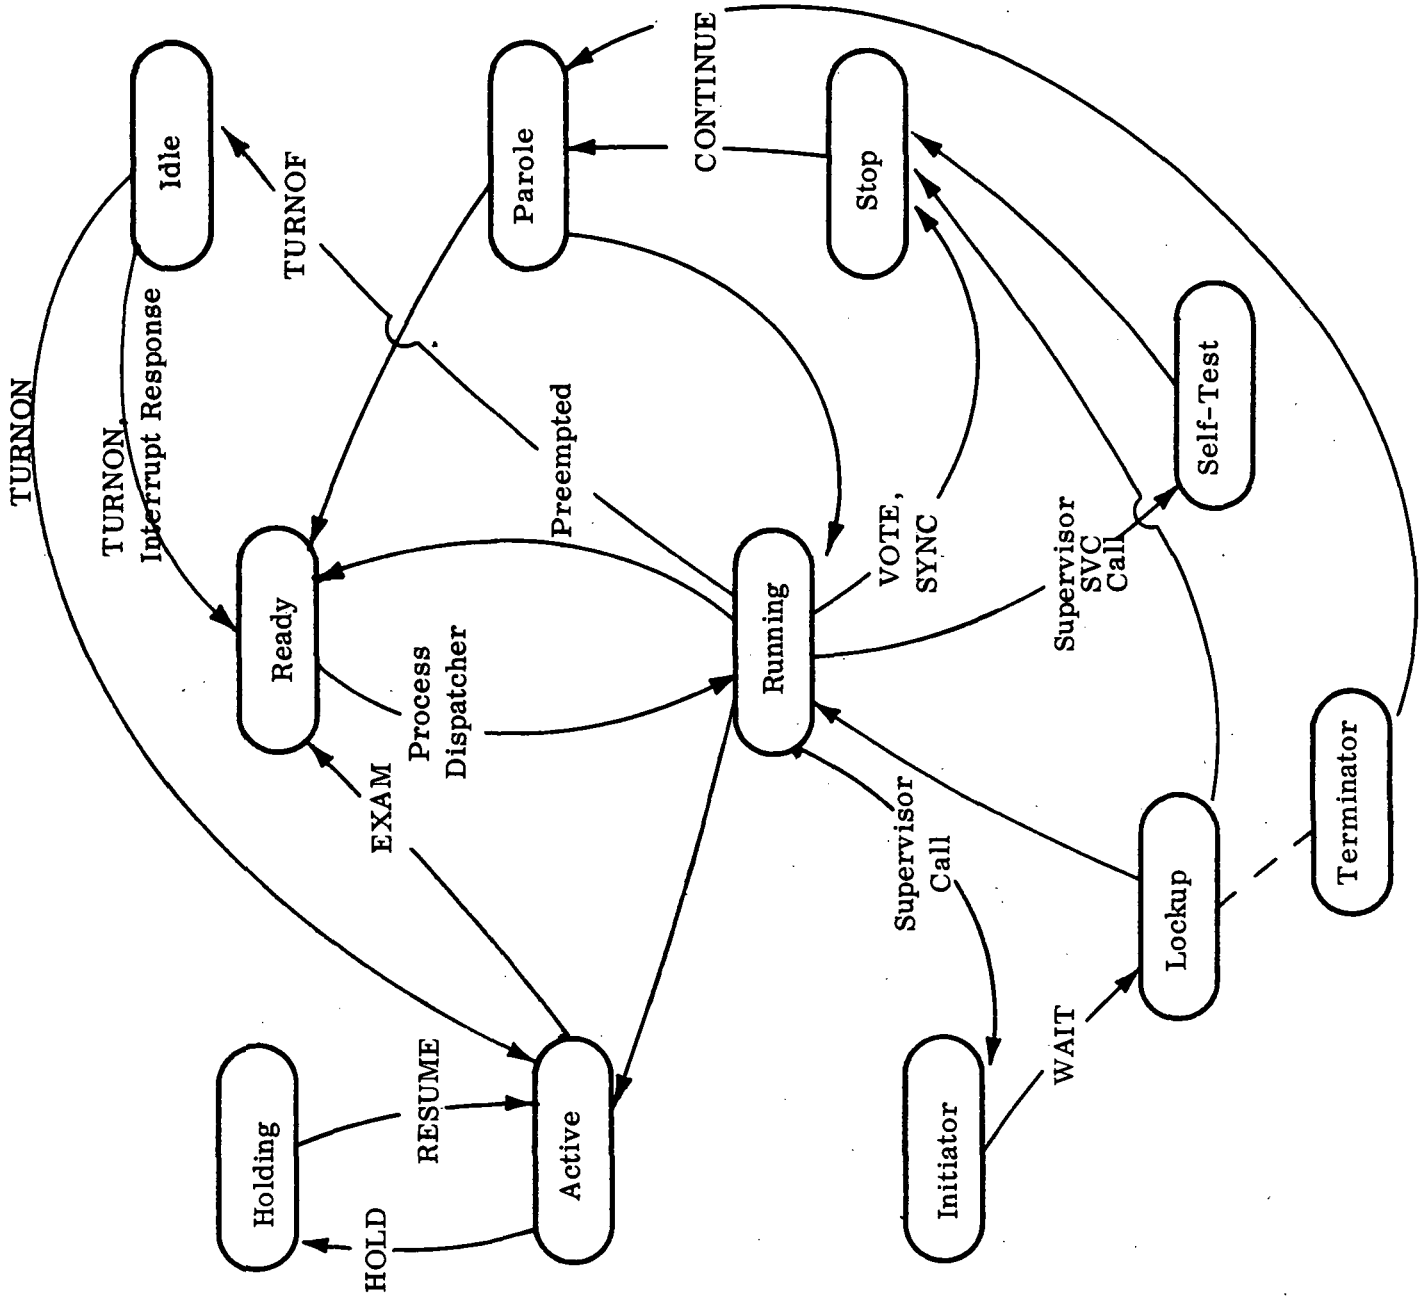 TURNON
TURNON,
Interrupt Response
Idle
Holding
Ready
TURNOF
HOLD
RESUME
EXAM
Process
Dispatcher
Active
Preempted
Parole
CONTINUE
Running
Stop
Supervisor
Call
VOTE,
SYNC
Initiator
WAIT
Supervisor
SVC
Call
Lockup
Self-Test
Terminator